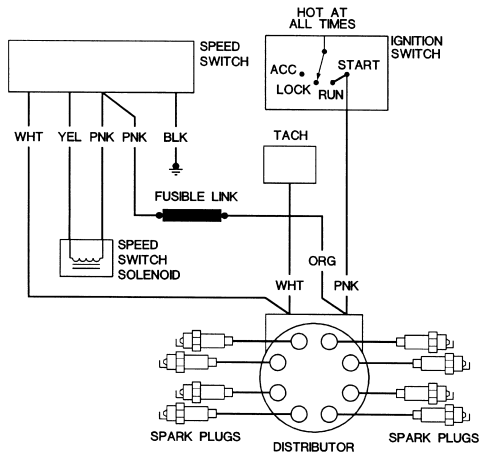 HOT AT
ALL TIMES
SPEED
SWITCH
IGNITION
SWITCH
ACC
START
LOCK
RUN
WHT
YEL
PNK
PNK
BLK
TACH
FUSIBLE LINK
SPEED
SWITCH
SOLENOID
ORG
WHT
PNK
SPARK PLUGS
DISTRIBUTOR
SPARK PLUGS